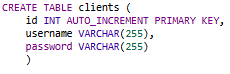 CREATE TABLE clients (
    id INT AUTO_INCREMENT PRIMARY KEY,
    username VARCHAR(255),
    password VARCHAR(255)
    )